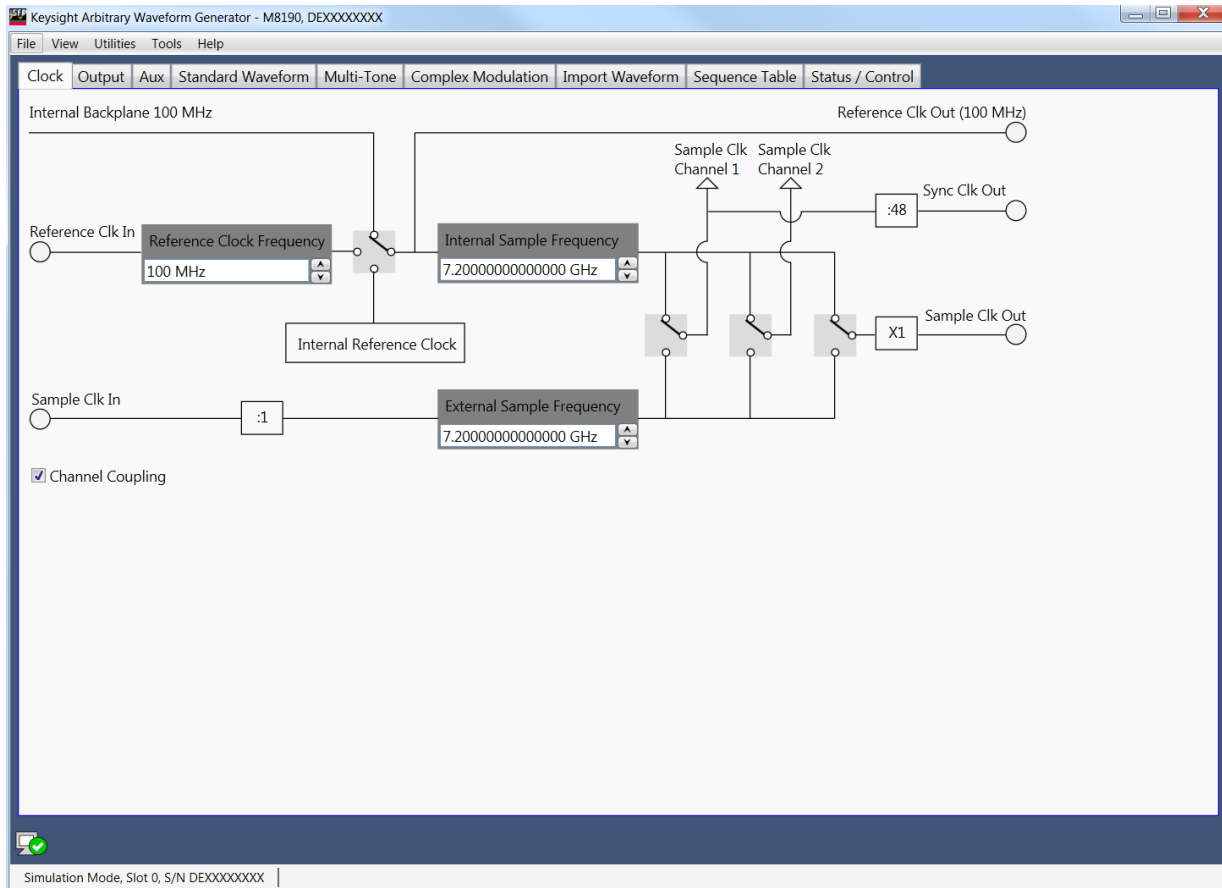 Keysight Arbitrary Waveform Generator - M8190, DEXXXXXXXX
File View Utilities Tools Help
Clock Output Aux Standard Waveform Multi-Tone Complex Modulation Import Waveform Sequence Table Status / Control
Internal Backplane 100 MHz
Reference Clk Out (100 MHz)
Sample Clk
Channel 1
Sample Clk
Channel 2
Sync Clk Out
:48
Reference Clk In
Reference Clock Frequency
100 MHz
Internal Sample Frequency
7.20000000000000 GHz
Internal Reference Clock
X1
Sample Clk Out
Sample Clk In
:1
External Sample Frequency
7.20000000000000 GHz
Channel Coupling
Simulation Mode, Slot 0, S/N DEXXXXXXXX